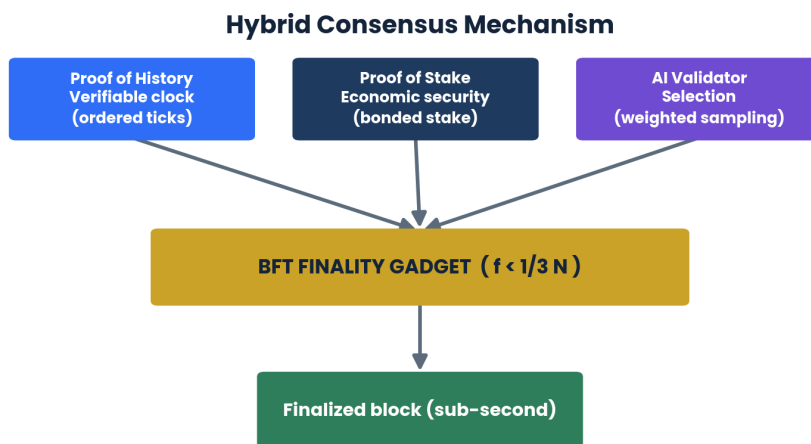 Hybrid Consensus Mechanism
Proof of History
Verifiable clock
(ordered ticks)
Proof of Stake
Economic security
(bonded stake)
AI Validator
Selection
(weighted sampling)
BFT FINALITY GADGET ( f < 1/3 N )
Finalized block (sub-second)